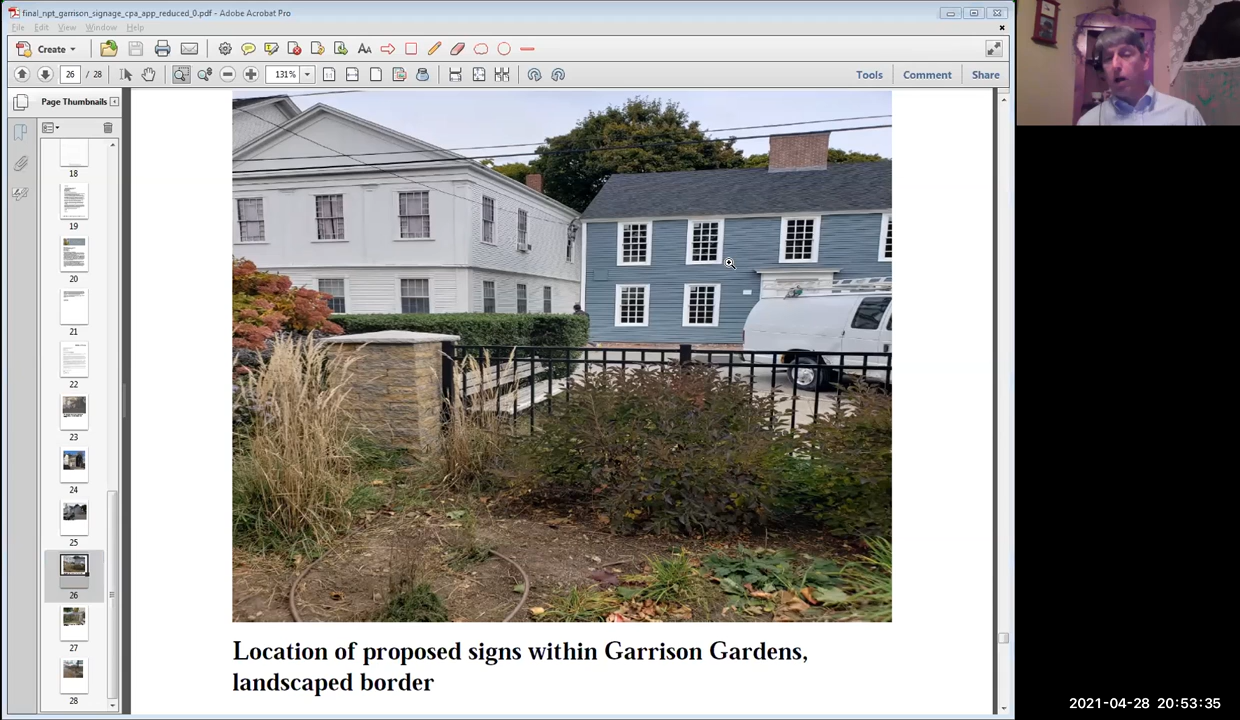 final_npt_garrison_signage_cpa_app_reduced_0.pdf - Adobe Acrobat Pro
File Edit View Window Help
Create
26 / 28 131% Tools Comment Share
Page Thumbnails
18
19
20
21
22
23
24
25
26
27
28
Location of proposed signs within Garrison Gardens,
landscaped border
2021-04-28 20:53:35